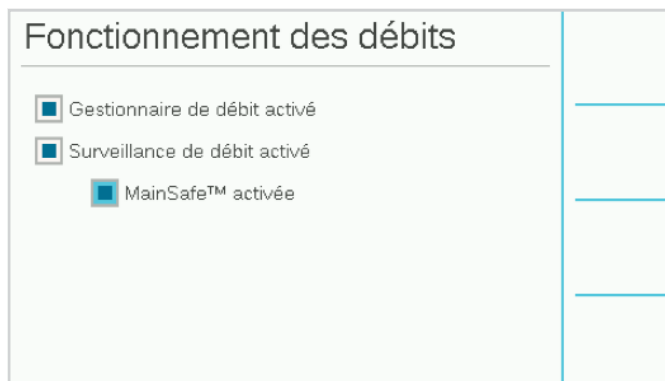 Fonctionnement des débits
Gestionnaire de débit activé
Surveillance de débit activé
MainSafe™ activée